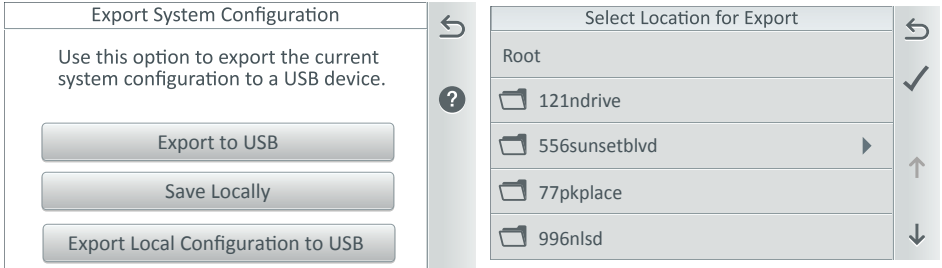 Export System Configuration
Use this option to export the current
system configuration to a USB device.
?
Export to USB
Save Locally
Export Local Configuration to USB
Select Location for Export
Root
121ndrive
556sunsetblvd
77pkplace
996nlsd